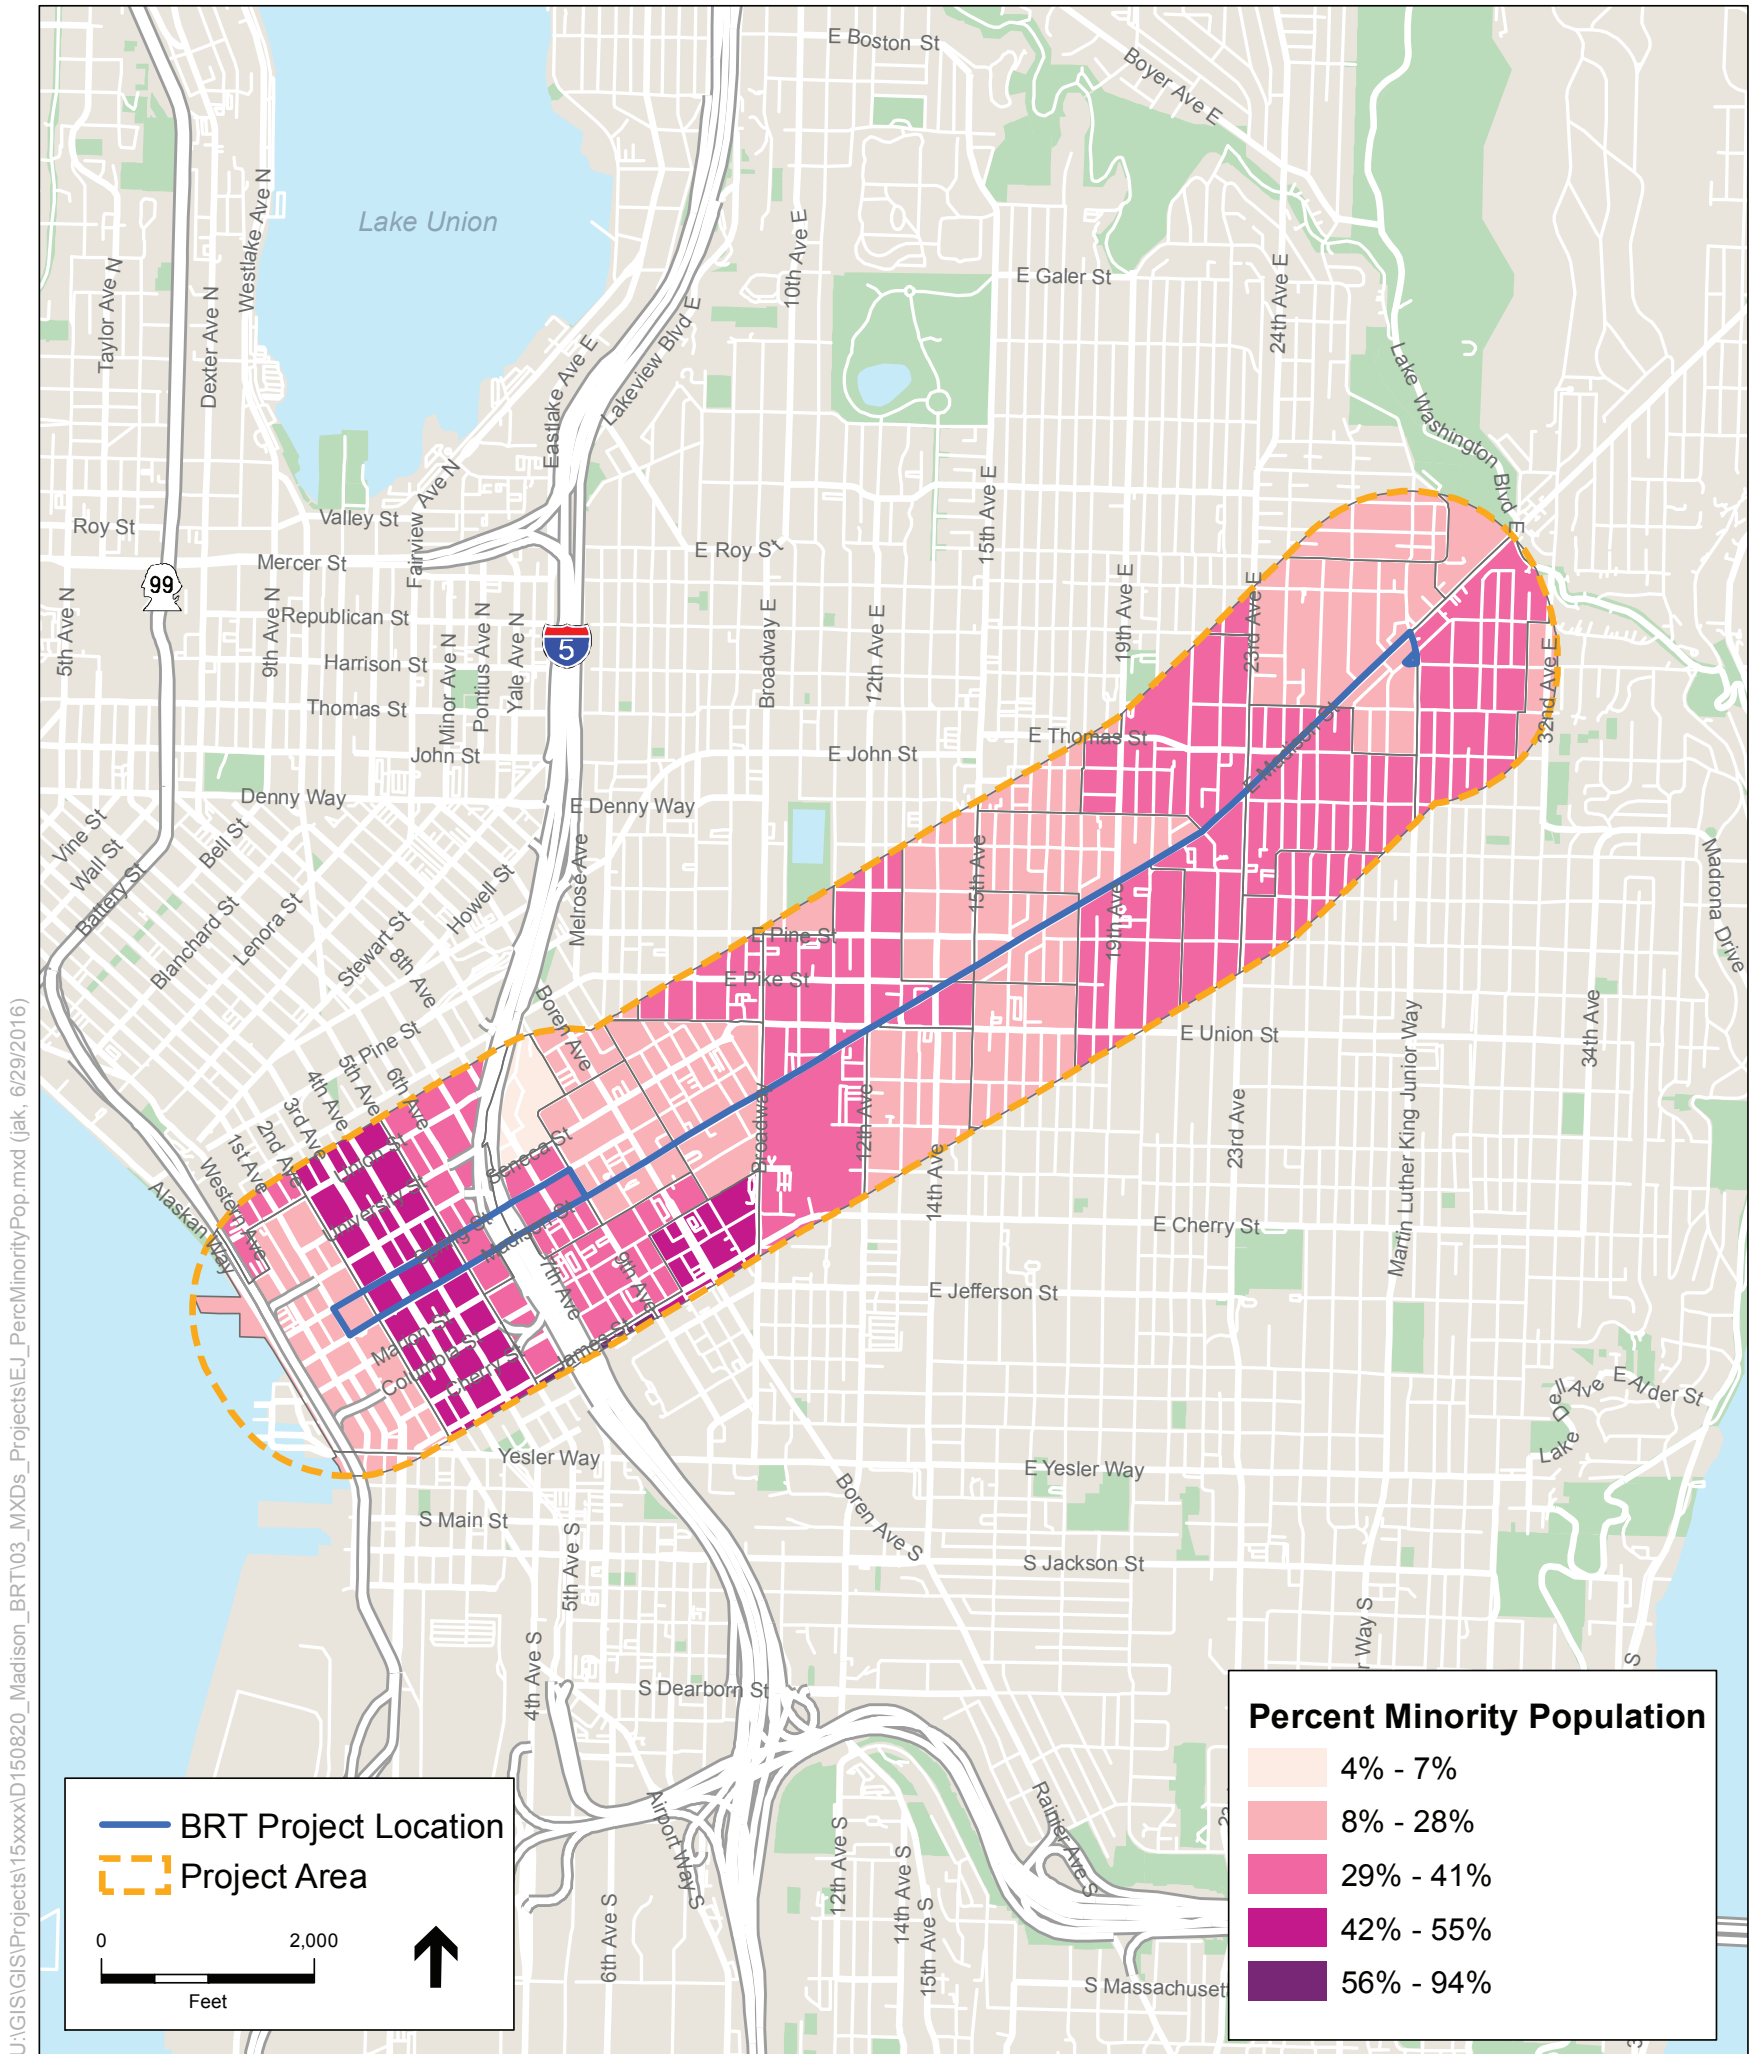 E Boston St
Boyer Ave E
Lake Union
Westlake Ave N
Taylor Ave N
Dexter Ave N
10th Ave E
E Galer St
24th Ave E
Eastlake Ave E
Lakeview Blvd E
Lake Washington Blvd E
Fairview Ave N
Valley St
Roy St
Mercer St
E Roy St
15th Ave E
99
5th Ave N
9th Ave N
Republican St
Harrison St
Thomas St
Minor Ave N
Pontius Ave N
Yale Ave N
5
Broadway E
12th Ave E
19th Ave E
23rd Ave E
32nd Ave E
John St
E John St
E Thomas St
E Madison St
Denny Way
E Denny Way
Vine St
Wall St
Battery St
Bell St
Blanchard St
Lenora St
Stewart St
8th Ave
Howell St
Melrose Ave
15th Ave
19th Ave
Madrona Drive
E Pine St
E Pike St
Boren Ave
Pine St
6th Ave
5th Ave
4th Ave
3rd Ave
2nd Ave
1st Ave
Western Ave
Alaskan Way
Union St
University St
Seneca St
Spring St
Madison St
Marion St
Columbia St
Cherry St
James St
7th Ave
9th Ave
Broadway
12th Ave
14th Ave
E Union St
23rd Ave
Martin Luther King Junior Way
34th Ave
E Cherry St
E Jefferson St
E Alder St
Lake Dell Ave
Yesler Way
E Yesler Way
S Main St
Boren Ave S
S Jackson St
5th Ave S
4th Ave S
S Dearborn St
r Way S
S
Airport Way S
6th Ave S
12th Ave S
14th Ave S
15th Ave S
Rainier Ave S
S Massachuset
BRT Project Location
Project Area
0 2,000
Feet
Percent Minority Population
4% - 7%
8% - 28%
29% - 41%
42% - 55%
56% - 94%
U:\GIS\GIS\Projects\15xxxx\D150820_Madison_BRT\03_MXDs_Projects\EJ_PercMinorityPop.mxd (jak, 6/29/2016)